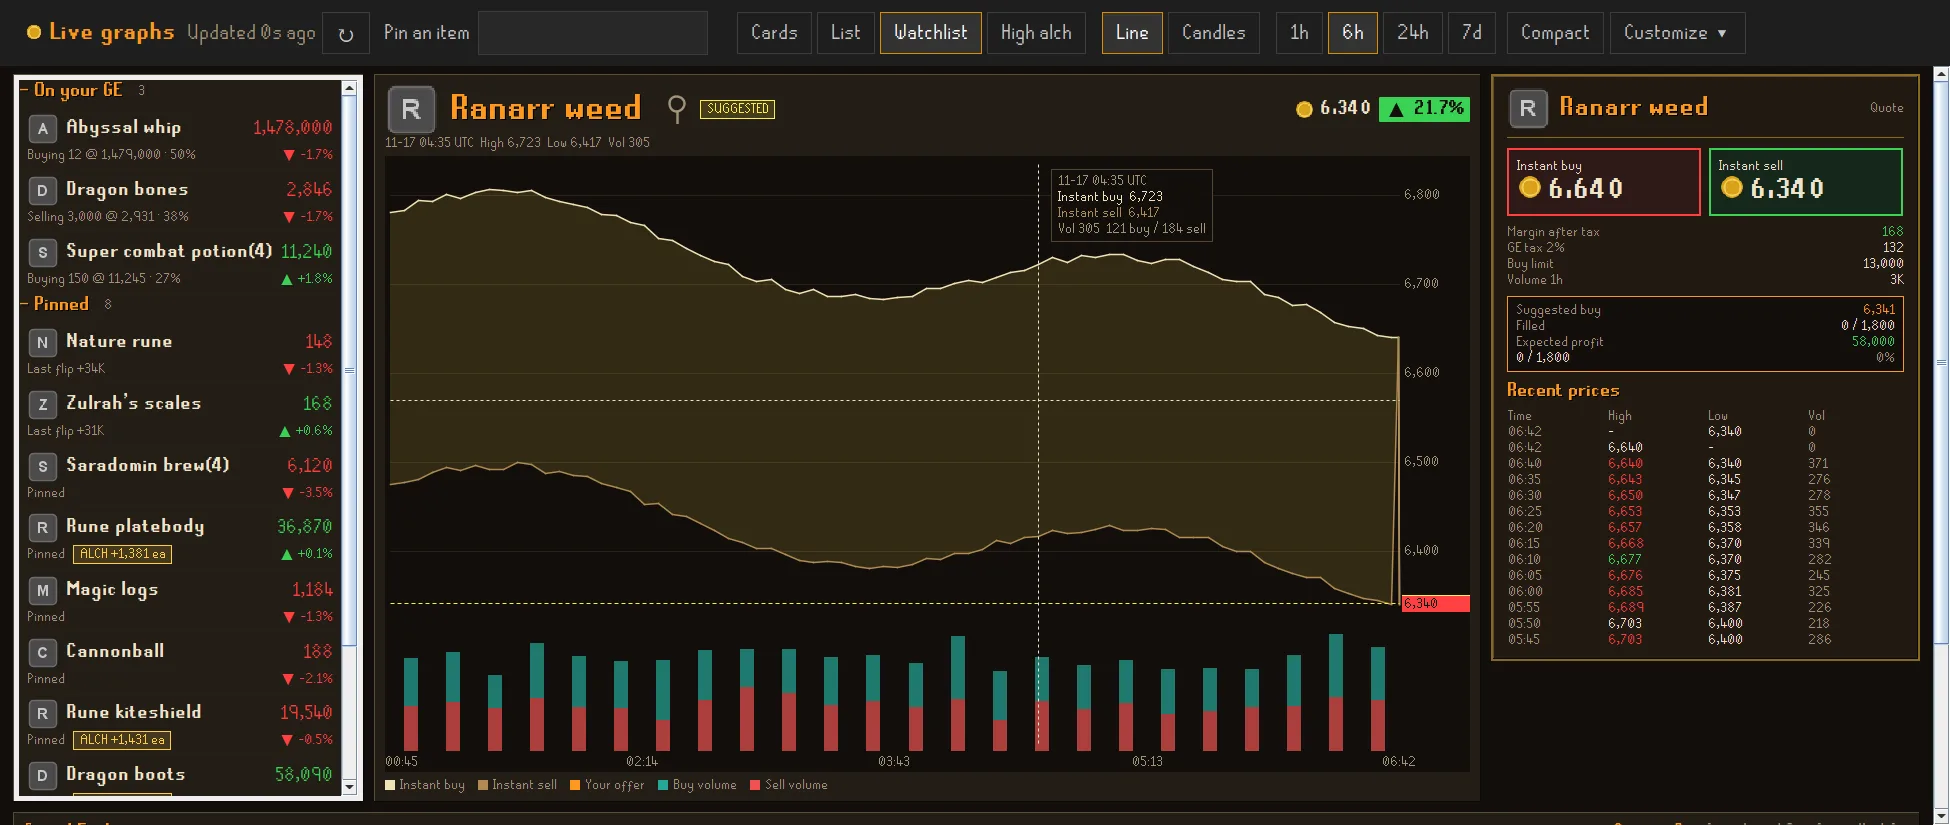 Live graphs Updated 0s ago ↻ Pin an item Cards List Watchlist High alch Line Candles 1h 6h 24h 7d Compact Customize ▼
− On your GE 3
A Abyssal whip 1,478,000
Buying 12 @ 1,479,000 · 50% ▼ -1.7%
D Dragon bones 2,846
Selling 3,000 @ 2,931 · 38% ▼ -1.7%
S Super combat potion(4) 11,240
Buying 150 @ 11,245 · 27% ▲ +1.8%
− Pinned 8
N Nature rune 148
Last flip +34K ▼ -1.3%
Z Zulrah's scales 168
Last flip +31K ▲ +0.6%
S Saradomin brew(4) 6,120
Pinned ▼ -3.5%
R Rune platebody 36,870
Pinned ALCH +1,381 ea ▲ +0.1%
M Magic logs 1,184
Pinned ▼ -1.3%
C Cannonball 188
Pinned ▼ -2.1%
R Rune kiteshield 19,540
Pinned ALCH +1,431 ea ▼ -0.5%
D Dragon boots 58,090
R Ranarr weed SUGGESTED 6,340 ▲ 21.7%
11-17 04:35 UTC High 6,723 Low 6,417 Vol 305
11-17 04:35 UTC
Instant buy 6,723
Instant sell 6,417
Vol 305 121 buy / 184 sell
6,800
6,700
6,600
6,500
6,400
6,340
00:45 02:14 03:43 05:13 06:42
Instant buy Instant sell Your offer Buy volume Sell volume
R Ranarr weed Quote
Instant buy
6,640
Instant sell
6,340
Margin after tax 168
GE tax 2% 132
Buy limit 13,000
Volume 1h 3K
Suggested buy 6,341
Filled 0 / 1,800
Expected profit 58,000
0 / 1,800 0%
Recent prices
Time High Low Vol
06:42 - 6,340 0
06:42 6,640 - 0
06:40 6,640 6,340 371
06:35 6,643 6,345 276
06:30 6,650 6,347 278
06:25 6,653 6,353 355
06:20 6,657 6,358 346
06:15 6,668 6,370 339
06:10 6,677 6,370 282
06:05 6,676 6,375 245
06:00 6,685 6,381 325
05:55 6,689 6,387 226
05:50 6,703 6,400 218
05:45 6,703 6,400 286